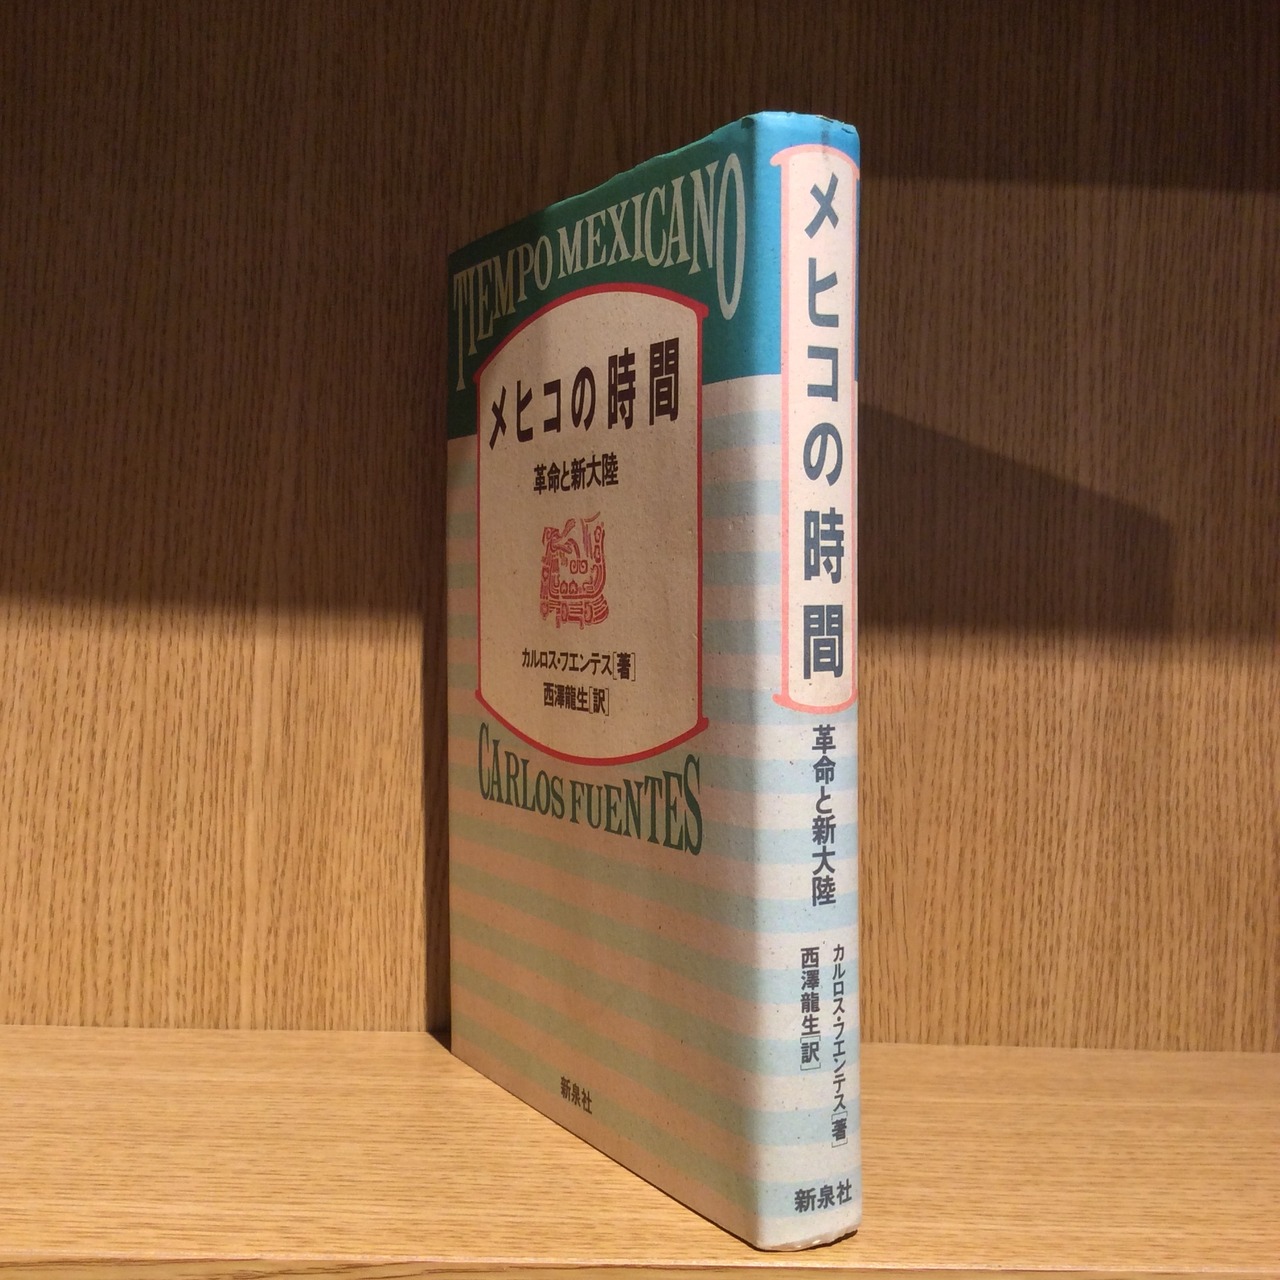 TIEMPO MEXICANO
メヒコの時間
革命と新大陸
カルロス・フエンテス[著]
西澤龍生[訳]
CARLOS FUENTES
新泉社
メヒコの時間
革命と新大陸
カルロス・フエンテス[著]
西澤龍生[訳]
新泉社